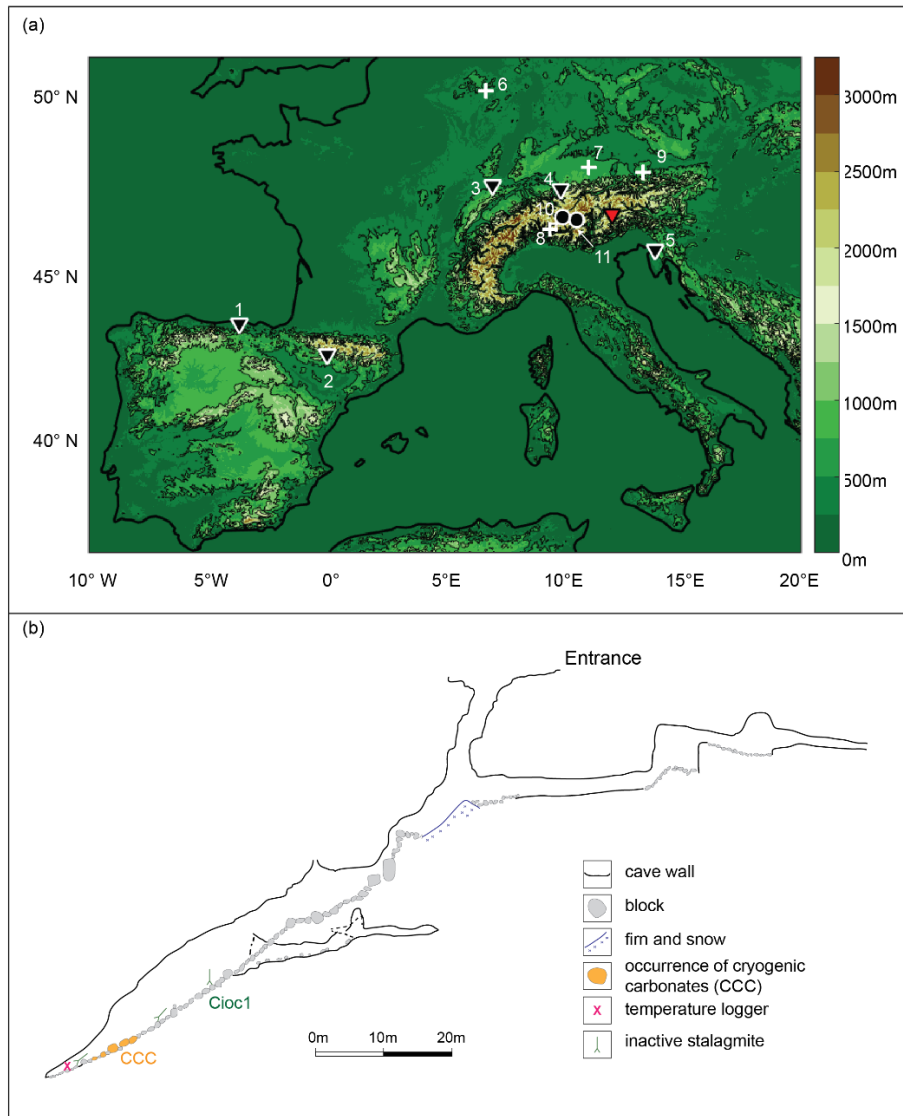 (a)
50° N
45° N
40° N
10° W
5°W
0°
5°E
10° E
15°E
20°E
6
7
9
3
4
10
8
11
5
1
2
3000m
2500m
2000m
1500m
1000m
500m
0m
(b)
Entrance
Cioc1
CCC
x
0m
10m
20m
cave wall
block
firn and snow
occurrence of cryogenic
carbonates (CCC)
x
temperature logger
inactive stalagmite